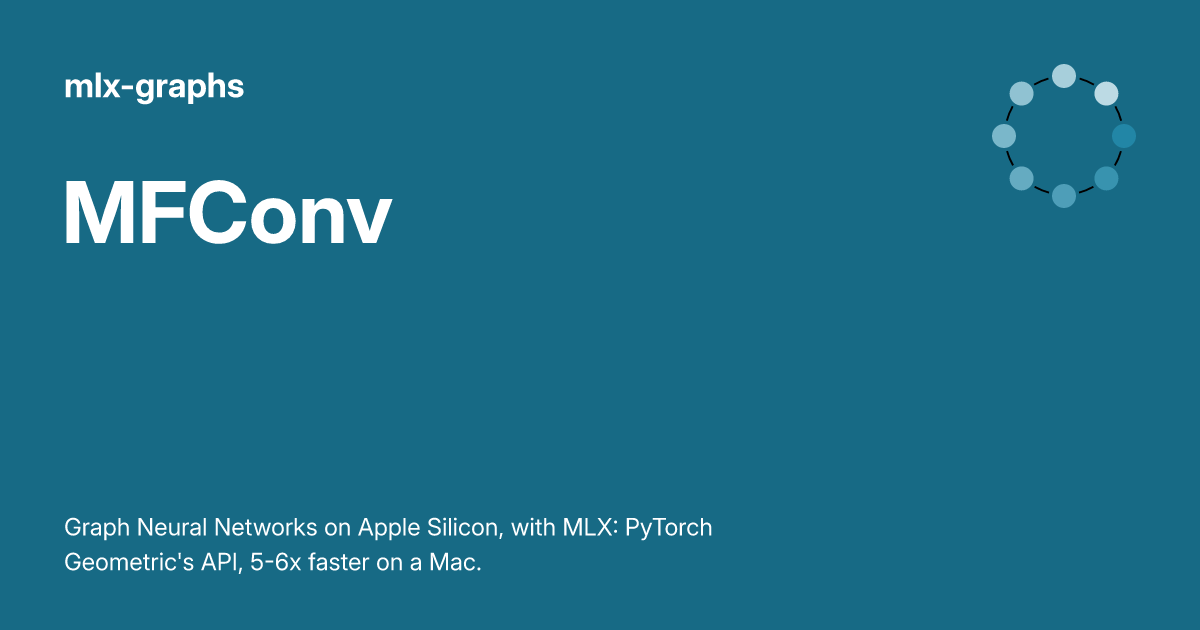 mlx-graphs
MFConv
Graph Neural Networks on Apple Silicon, with MLX: PyTorch
Geometric's API, 5-6x faster on a Mac.